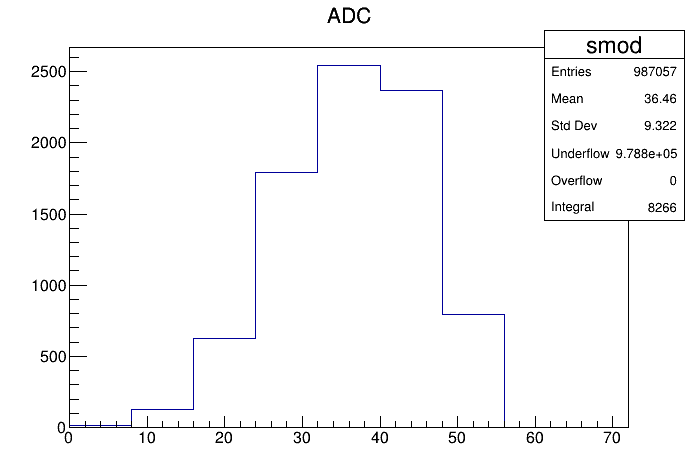 ADC
smod
Entries 987057
Mean 36.46
Std Dev 9.322
Underflow 9.788e+05
Overflow 0
Integral 8266
2500
2000
1500
1000
500
0
0 10 20 30 40 50 60 70